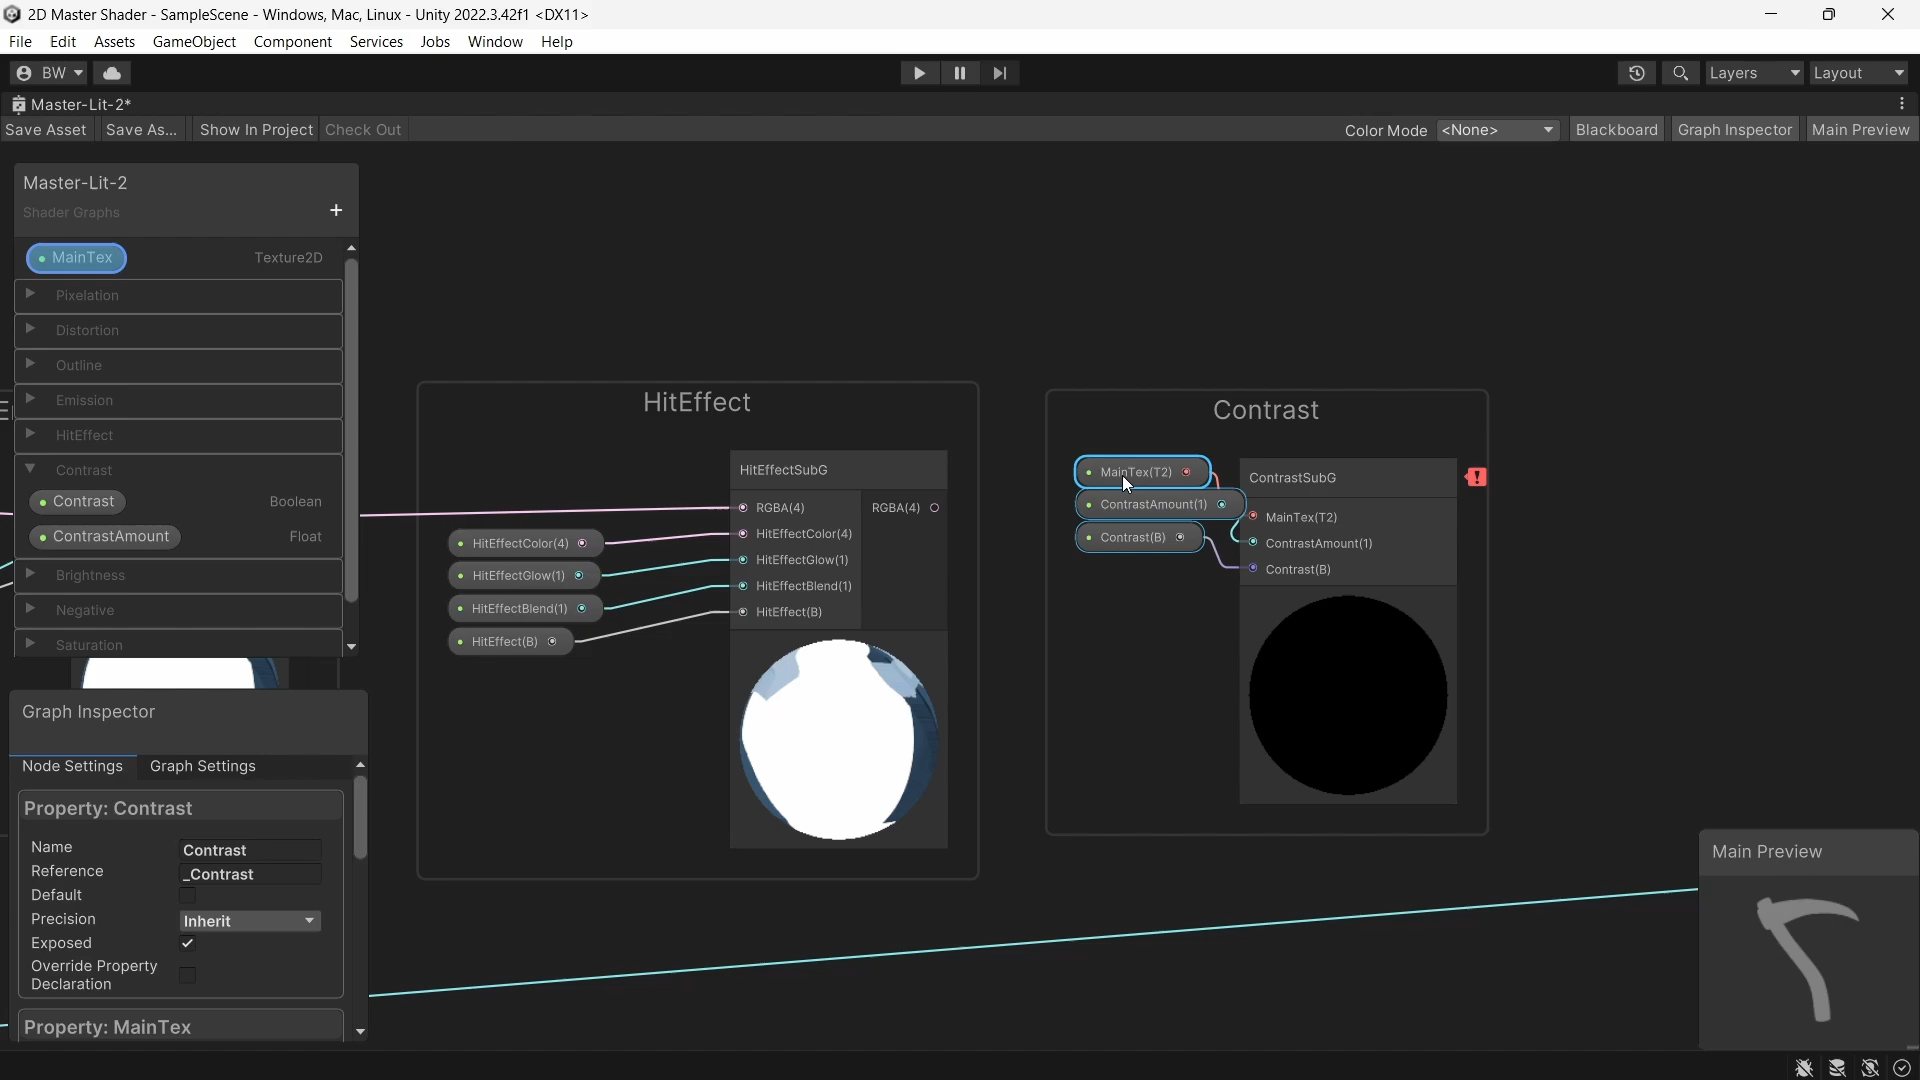 2D Master Shader - SampleScene - Windows, Mac, Linux - Unity 2022.3.42f1 <DX11>
File Edit Assets GameObject Component Services Jobs Window Help
BW Layers Layout
Master-Lit-2*
Save Asset Save As... Show In Project Check Out Color Mode <None> Blackboard Graph Inspector Main Preview
Master-Lit-2
Shader Graphs +
MainTex Texture2D
Pixelation
Distortion
Outline
Emission
HitEffect
Contrast
Contrast Boolean
ContrastAmount Float
Brightness
Negative
Saturation
Graph Inspector
Node Settings Graph Settings
Property: Contrast
Name Contrast
Reference _Contrast
Default
Precision Inherit
Exposed
Override Property
Declaration
Property: MainTex
HitEffect
HitEffectSubG
RGBA(4) RGBA(4)
HitEffectColor(4) HitEffectColor(4)
HitEffectGlow(1) HitEffectGlow(1)
HitEffectBlend(1) HitEffectBlend(1)
HitEffect(B) HitEffect(B)
Contrast
MainTex(T2) ContrastSubG !
ContrastAmount(1) MainTex(T2)
Contrast(B) ContrastAmount(1)
Contrast(B)
Main Preview